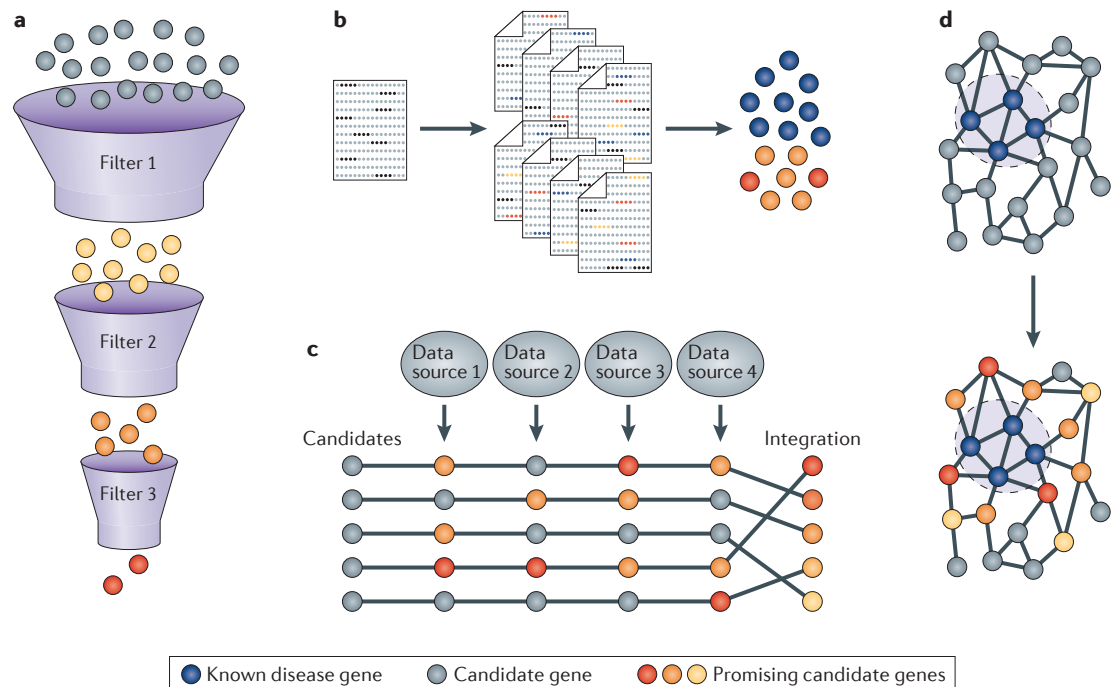 a
Filter 1
Filter 2
Filter 3
b
c
Data
source 1
Data
source 2
Data
source 3
Data
source 4
Candidates
Integration
d
Known disease gene
Candidate gene
Promising candidate genes